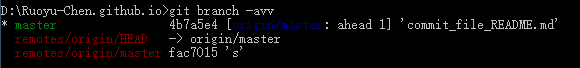 D:\Ruoyu-Chen.github.io>git branch -avv
* master                4b7a5e4 [origin/master: ahead 1] 'commit_file_README.md'
  remotes/origin/HEAD   -> origin/master
  remotes/origin/master fac7015 's'